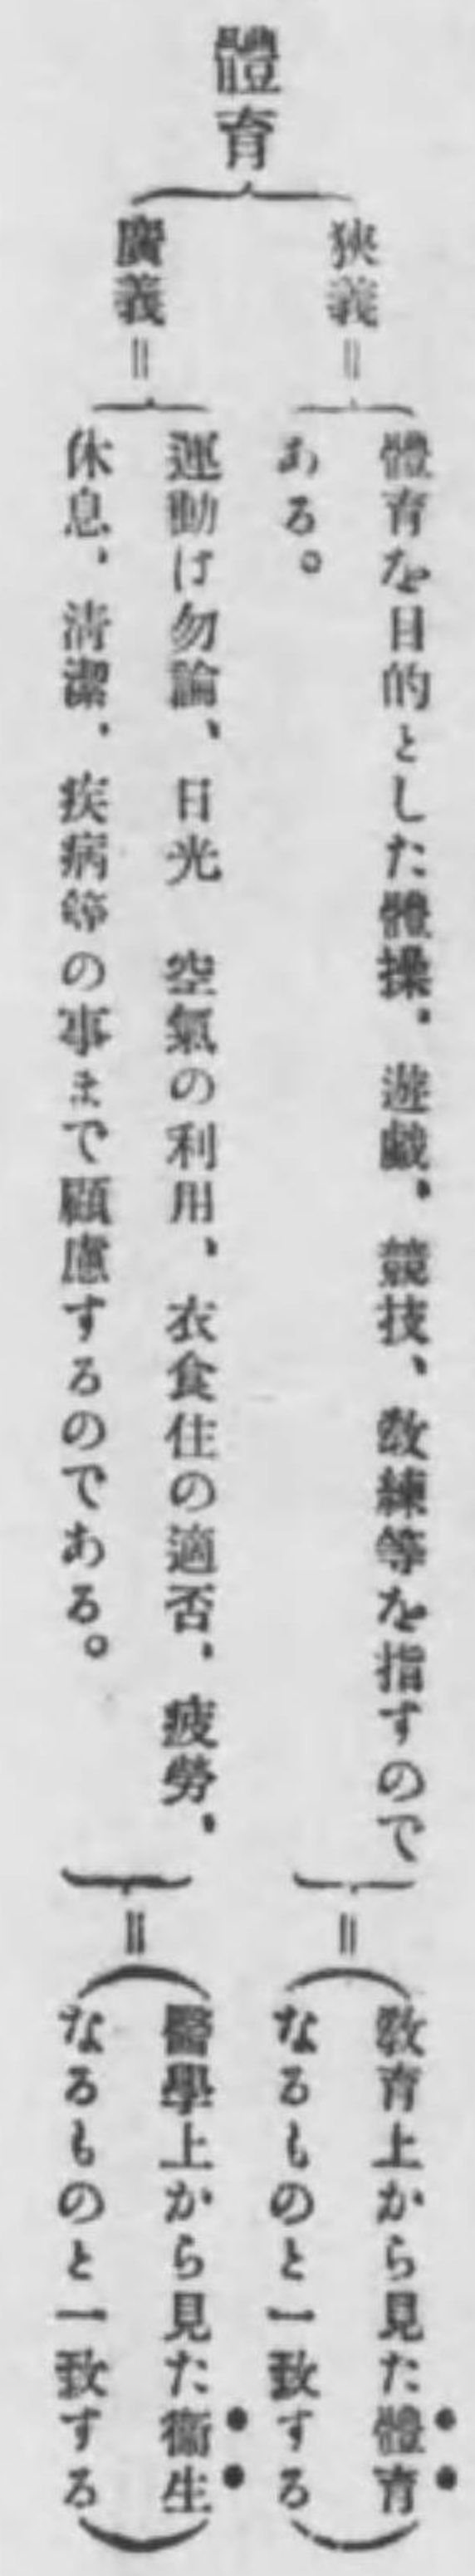 體育
狹義＝
體育を目的とした體操、遊戲、競技、敎練等を指すので
ある。
＝
(敎育上から見た體育
なるものと一致する)
廣義＝
運動は勿論、日光　空氣の利用、衣食住の適否、疲勞、
休息、淸潔、疾病等の事まで顧慮するのである。
＝
(醫學上から見た衞生
なるものと一致する)